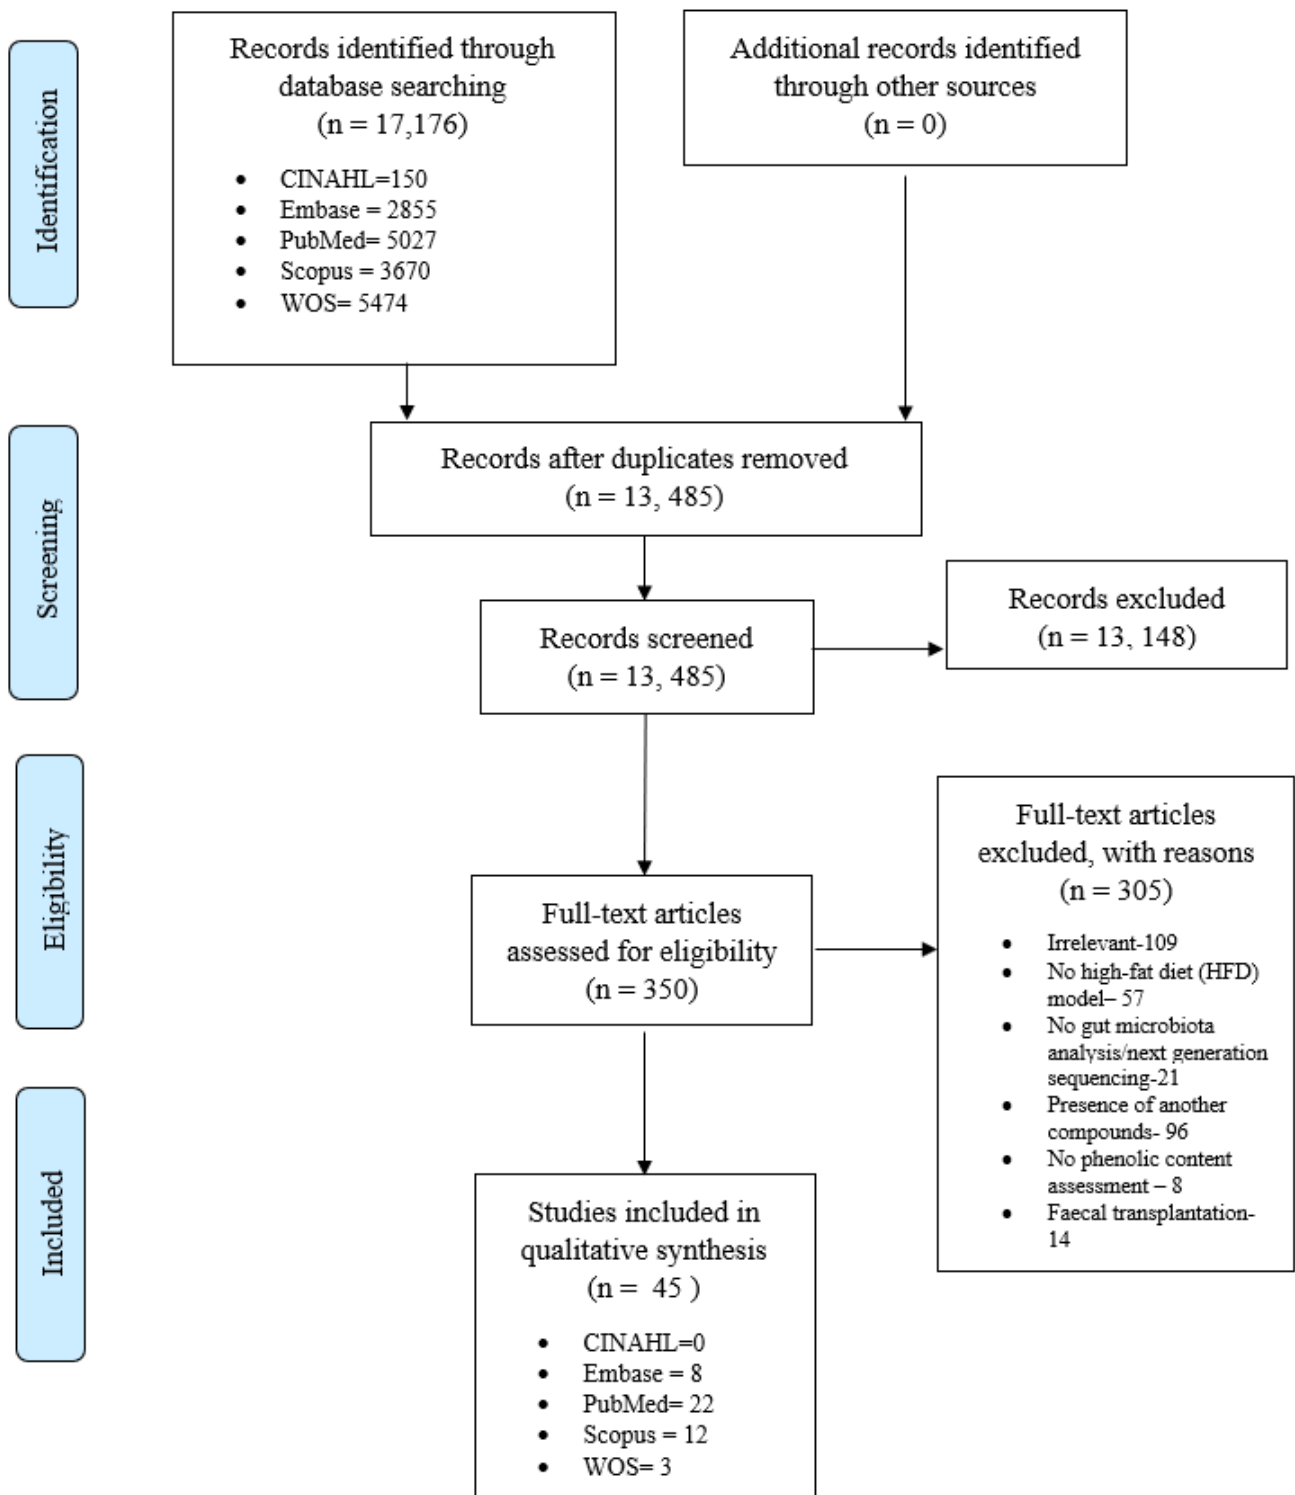 Identification
Records identified through
database searching
(n = 17,176)
• CINAHL=150
• Embase = 2855
• PubMed= 5027
• Scopus = 3670
• WOS= 5474
Additional records identified
through other sources
(n = 0)
Screening
Records after duplicates removed
(n = 13, 485)
Records screened
(n = 13, 485)
Records excluded
(n = 13, 148)
Eligibility
Full-text articles
assessed for eligibility
(n = 350)
Full-text articles
excluded, with reasons
(n = 305)
• Irrelevant-109
• No high-fat diet (HFD)
model– 57
• No gut microbiota
analysis/next generation
sequencing-21
• Presence of another
compounds- 96
• No phenolic content
assessment – 8
• Faecal transplantation-
14
Included
Studies included in
qualitative synthesis
(n =  45 )
• CINAHL=0
• Embase = 8
• PubMed= 22
• Scopus = 12
• WOS= 3